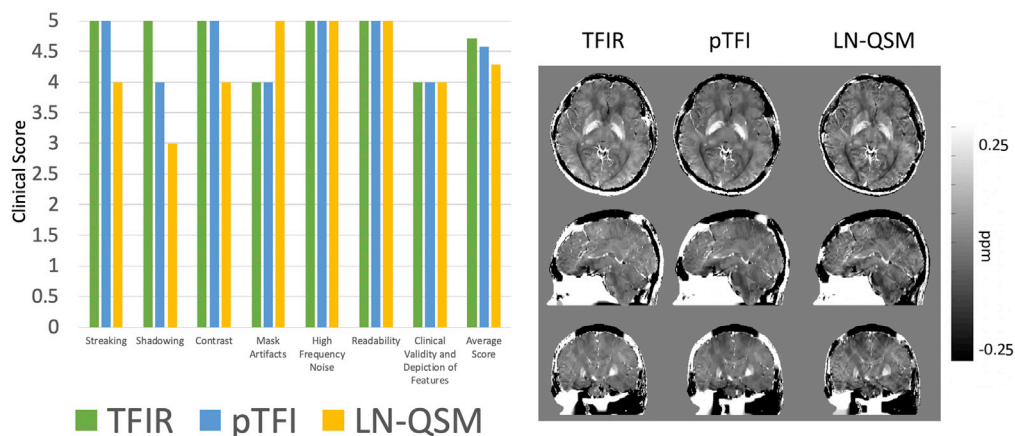 Clinical Score
5
4.5
4
3.5
3
2.5
2
1.5
1
0.5
0
Streaking
Shadowing
Contrast
Mask
Artifacts
High
Frequency
Noise
Readability
Clinical
Validity and
Depiction of
Features
Average
Score
TFIR
pTFI
LN-QSM
TFIR
pTFI
LN-QSM
0.25
ppm
-0.25